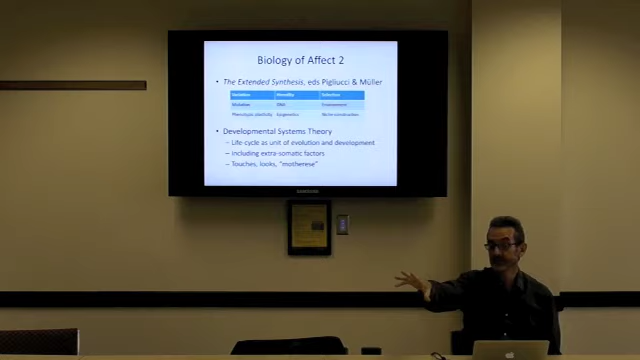 Biology of Affect 2
• The Extended Synthesis, eds Pigliucci & Müller
Variation Heredity Selection
Mutation DNA Environment
Phenotypic plasticity Epigenetics Niche-construction
• Developmental Systems Theory
– Life-cycle as unit of evolution and development
– Including extra-somatic factors
– Touches, looks, "motherese"
SAMSUNG